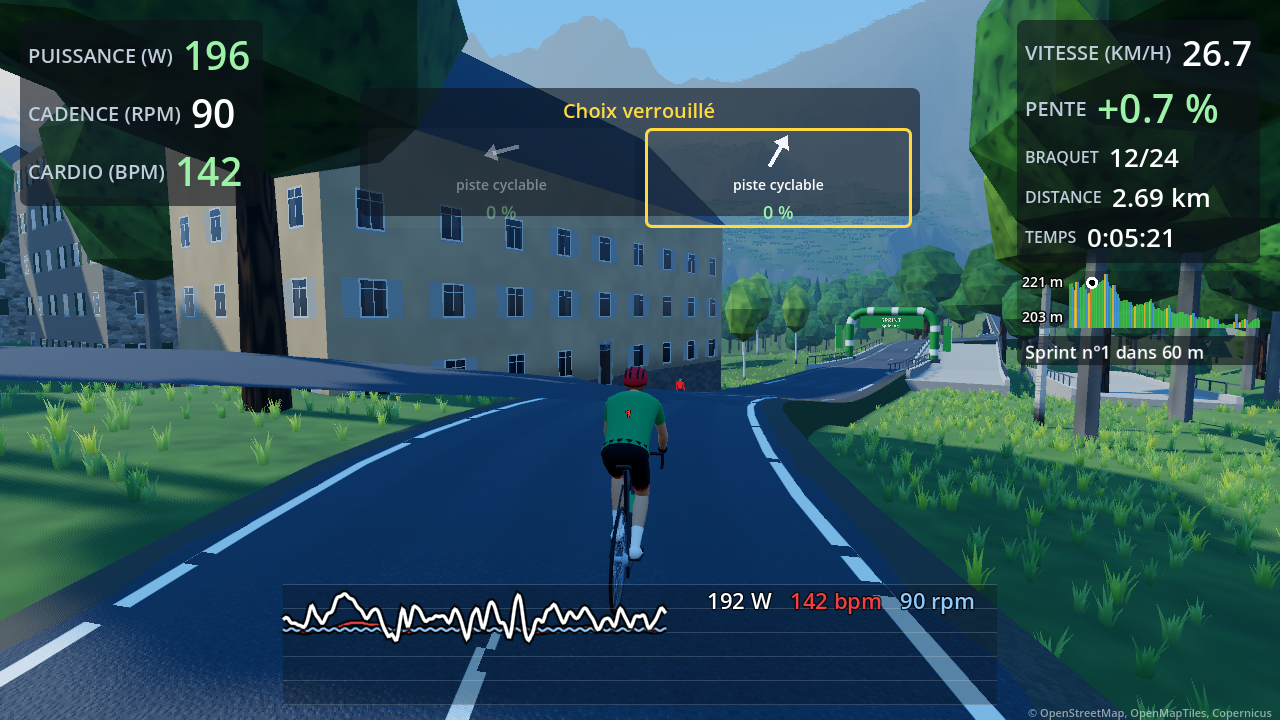 PUISSANCE (W) 196
CADENCE (RPM) 90
CARDIO (BPM) 142
Choix verrouillé
piste cyclable
0 %
piste cyclable
0 %
VITESSE (KM/H) 26.7
PENTE +0.7 %
BRAQUET 12/24
DISTANCE 2.69 km
TEMPS 0:05:21
221 m
203 m
Sprint n°1 dans 60 m
SPRINT
192 W 142 bpm 90 rpm
© OpenStreetMap, OpenMapTiles, Copernicus